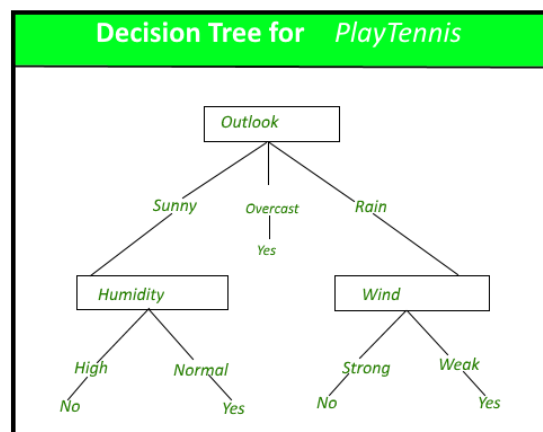 Decision Tree for PlayTennis
Outlook
Sunny Overcast Rain
Yes
Humidity Wind
High Normal Strong Weak
No Yes No Yes